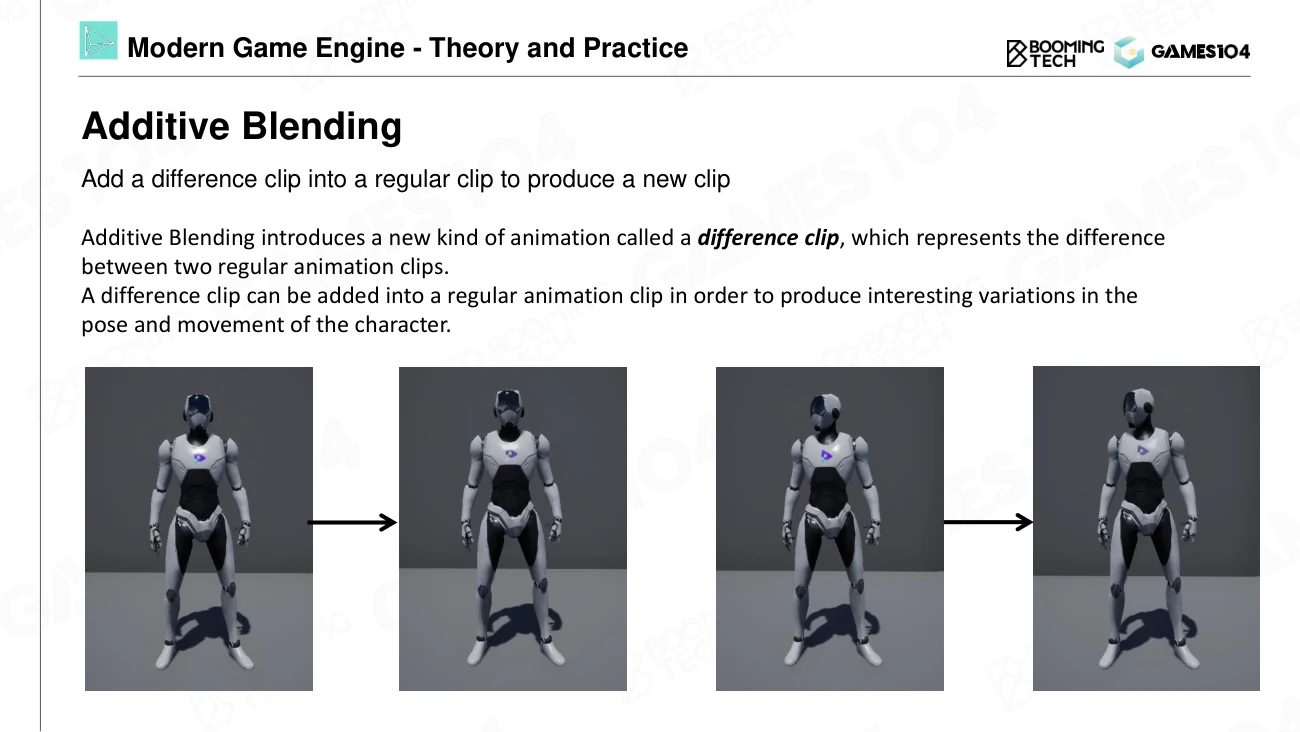 Modern Game Engine - Theory and Practice
BOOMING
TECH
GAMES104
Additive Blending
Add a difference clip into a regular clip to produce a new clip
Additive Blending introduces a new kind of animation called a difference clip, which represents the difference
between two regular animation clips.
A difference clip can be added into a regular animation clip in order to produce interesting variations in the
pose and movement of the character.